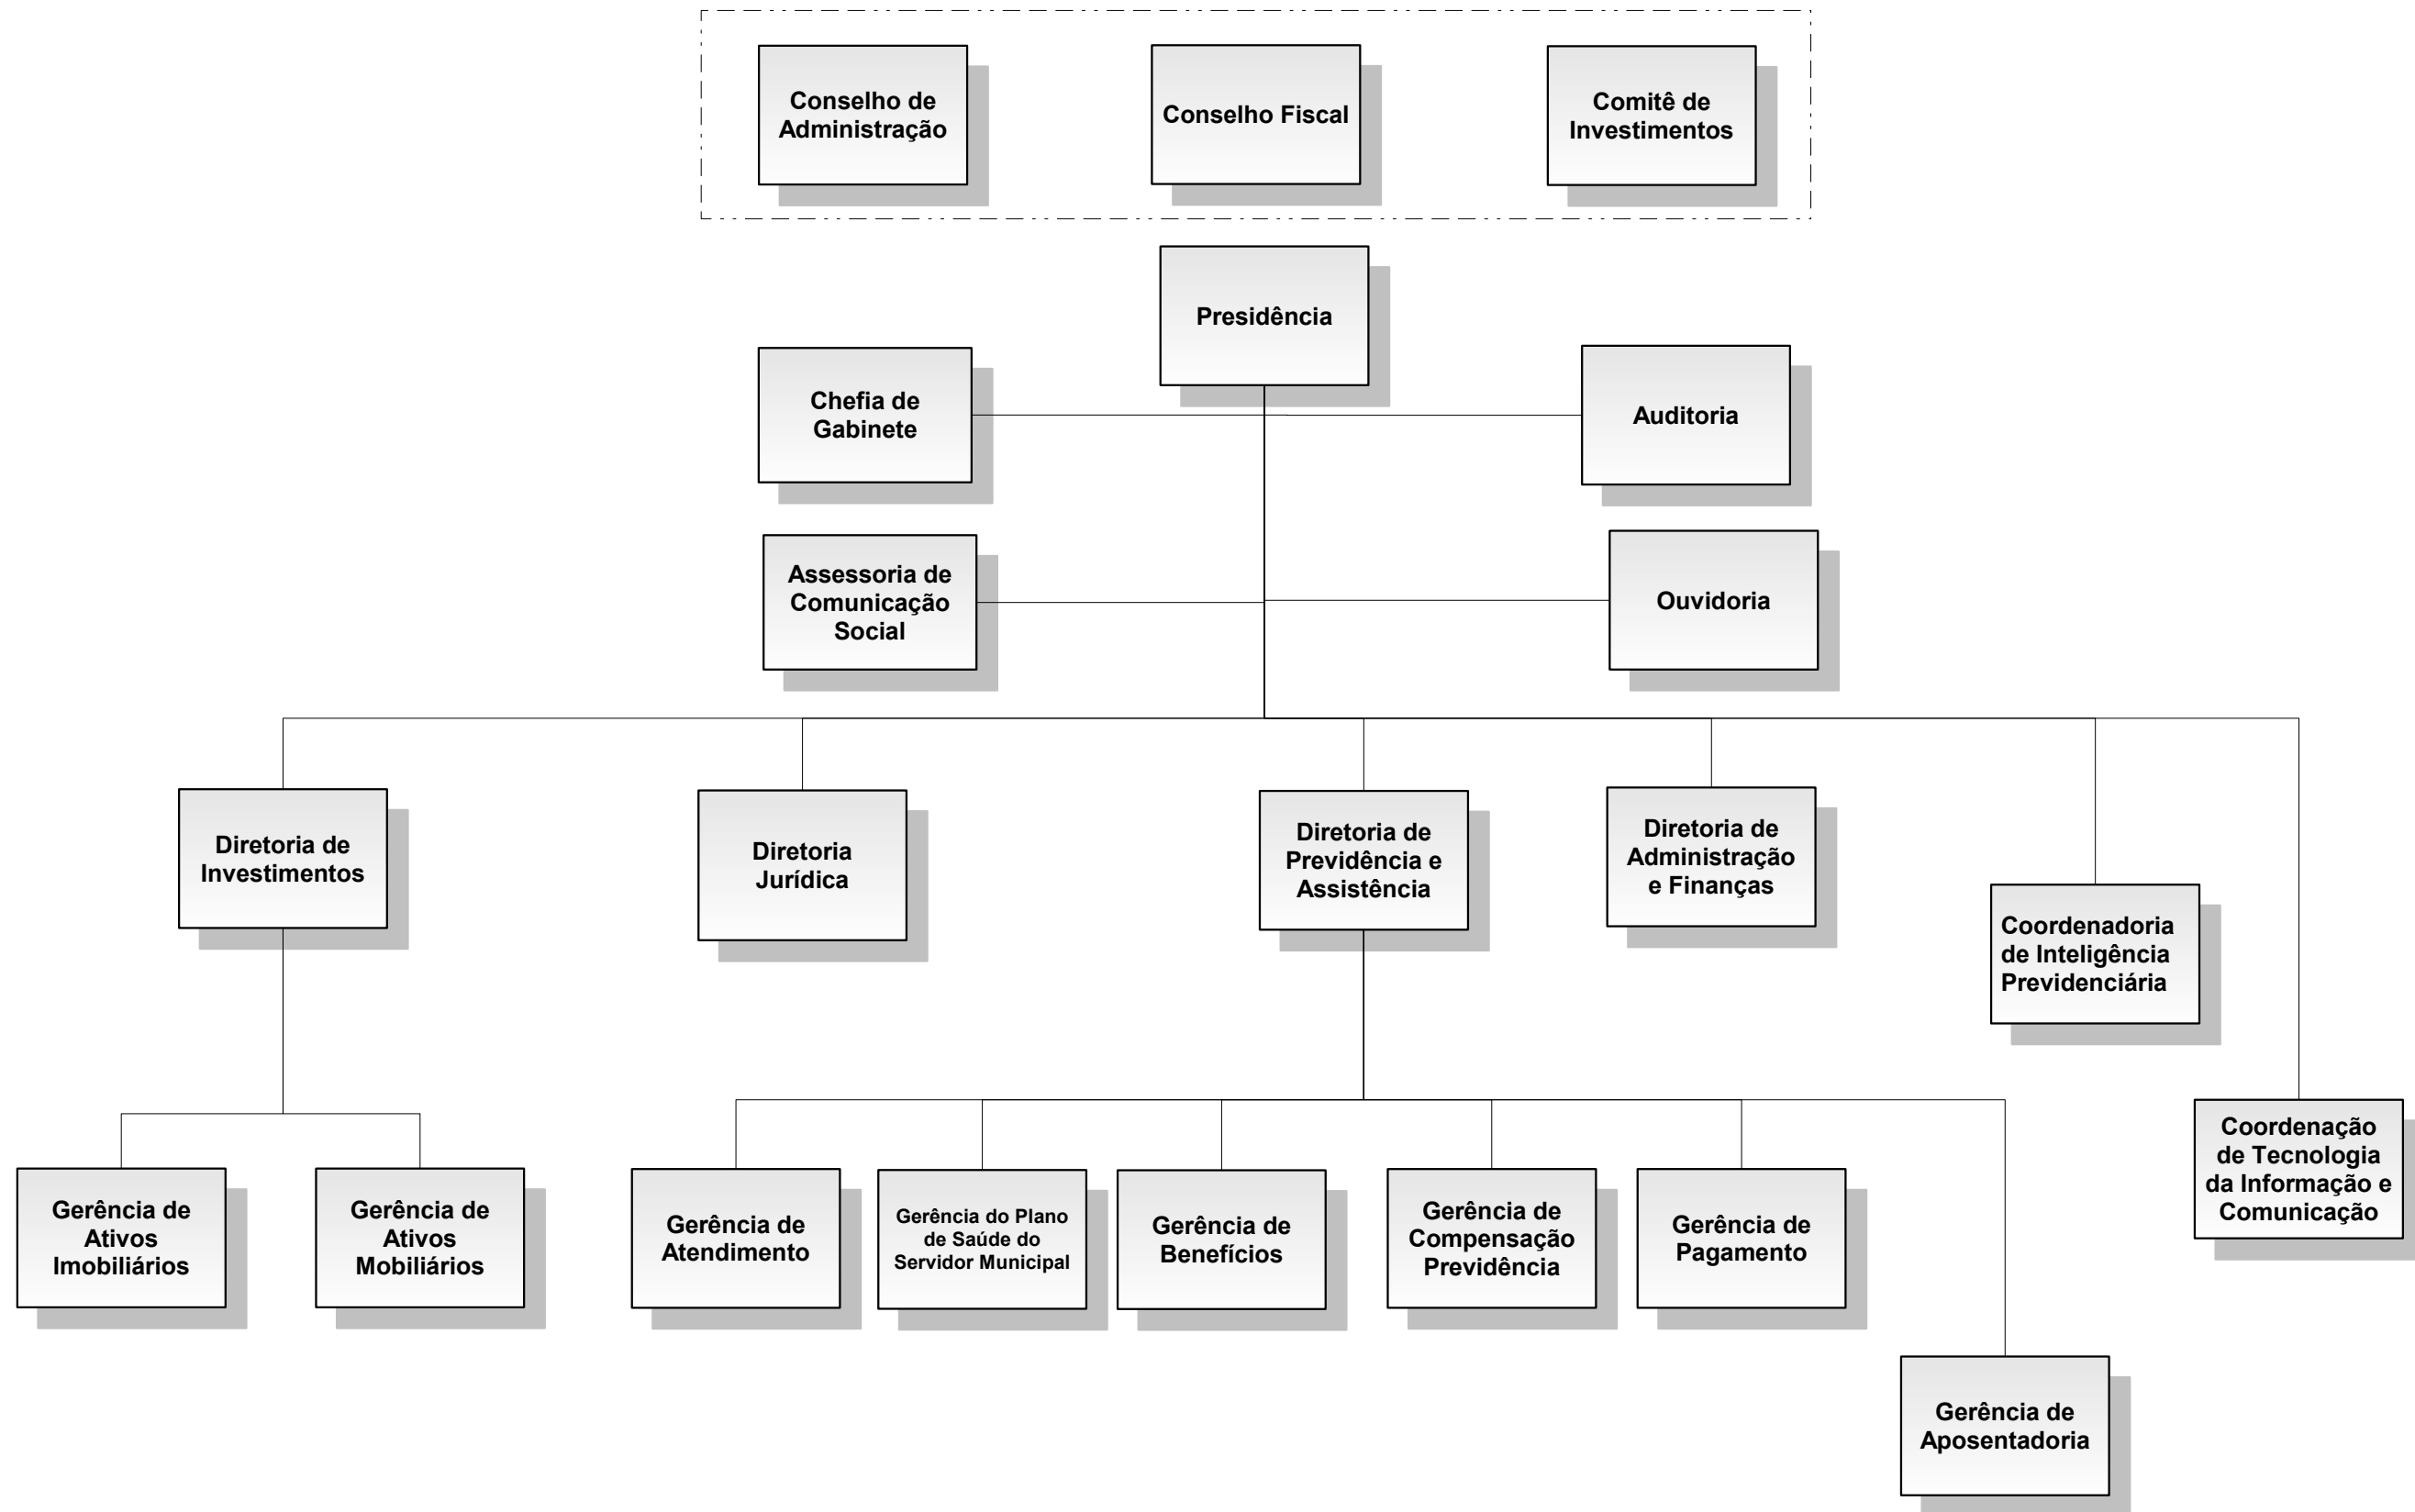 Conselho de
Administração
Conselho Fiscal
Comitê de
Investimentos
Presidência
Chefia de
Gabinete
Auditoria
Assessoria de
Comunicação
Social
Ouvidoria
Diretoria de
Investimentos
Diretoria
Jurídica
Diretoria de
Previdência e
Assistência
Diretoria de
Administração
e Finanças
Coordenadoria
de Inteligência
Previdenciária
Gerência de
Ativos
Imobiliários
Gerência de
Ativos
Mobiliários
Gerência de
Atendimento
Gerência do Plano
de Saúde do
Servidor Municipal
Gerência de
Benefícios
Gerência de
Compensação
Previdência
Gerência de
Pagamento
Coordenação
de Tecnologia
da Informação e
Comunicação
Gerência de
Aposentadoria